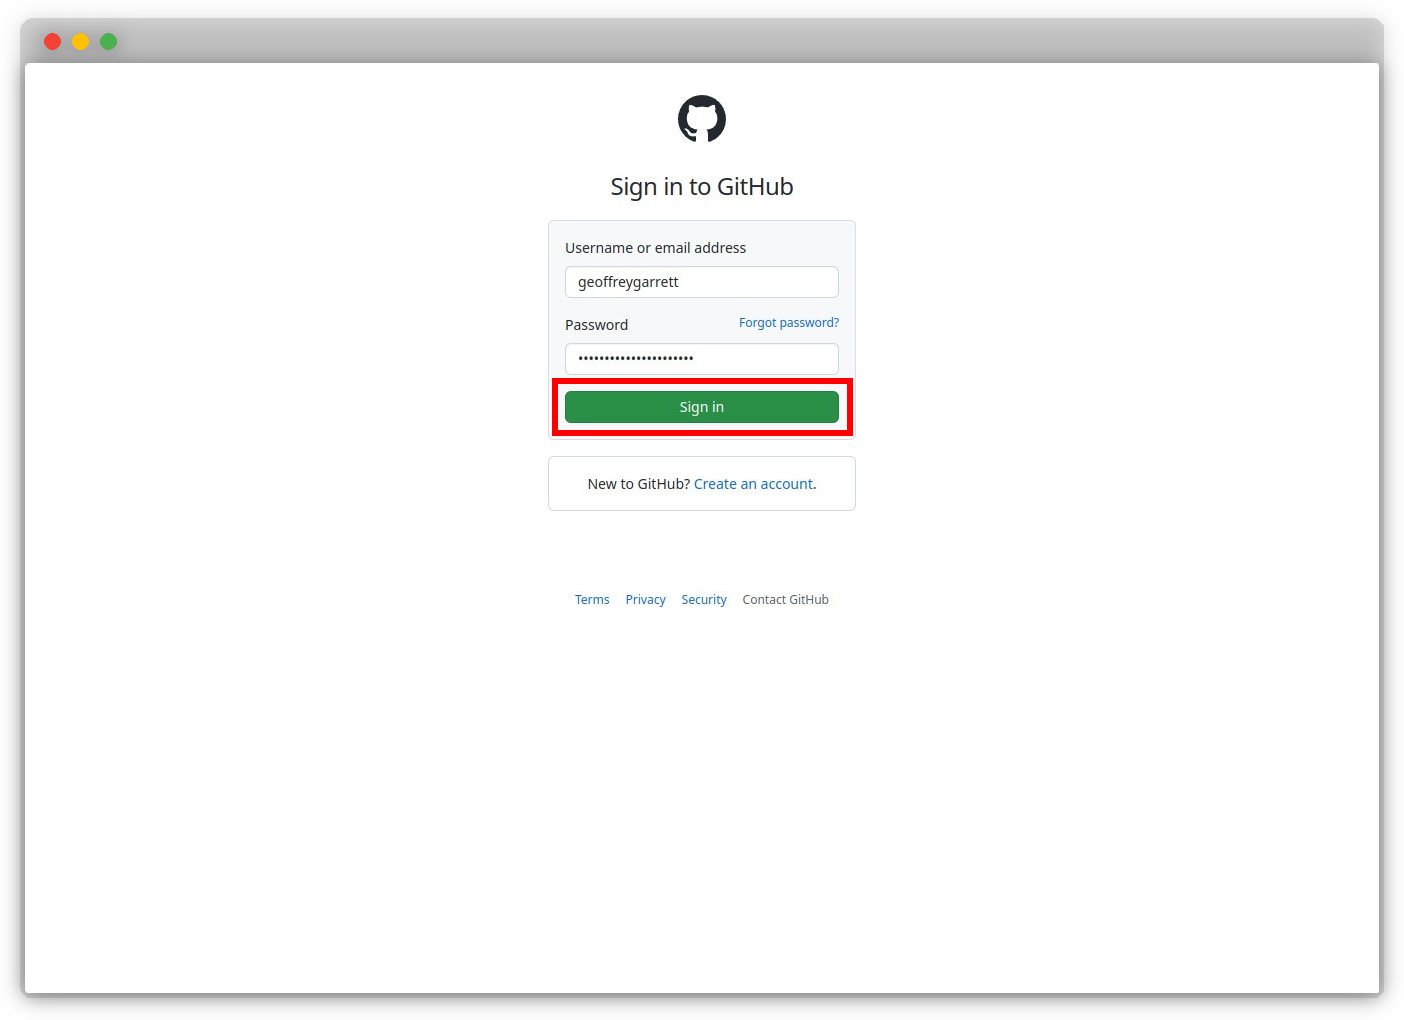 Sign in to GitHub
Username or email address
geoffreygarrett
Password Forgot password?
••••••••••••••••••••••
Sign in
New to GitHub? Create an account.
Terms Privacy Security Contact GitHub